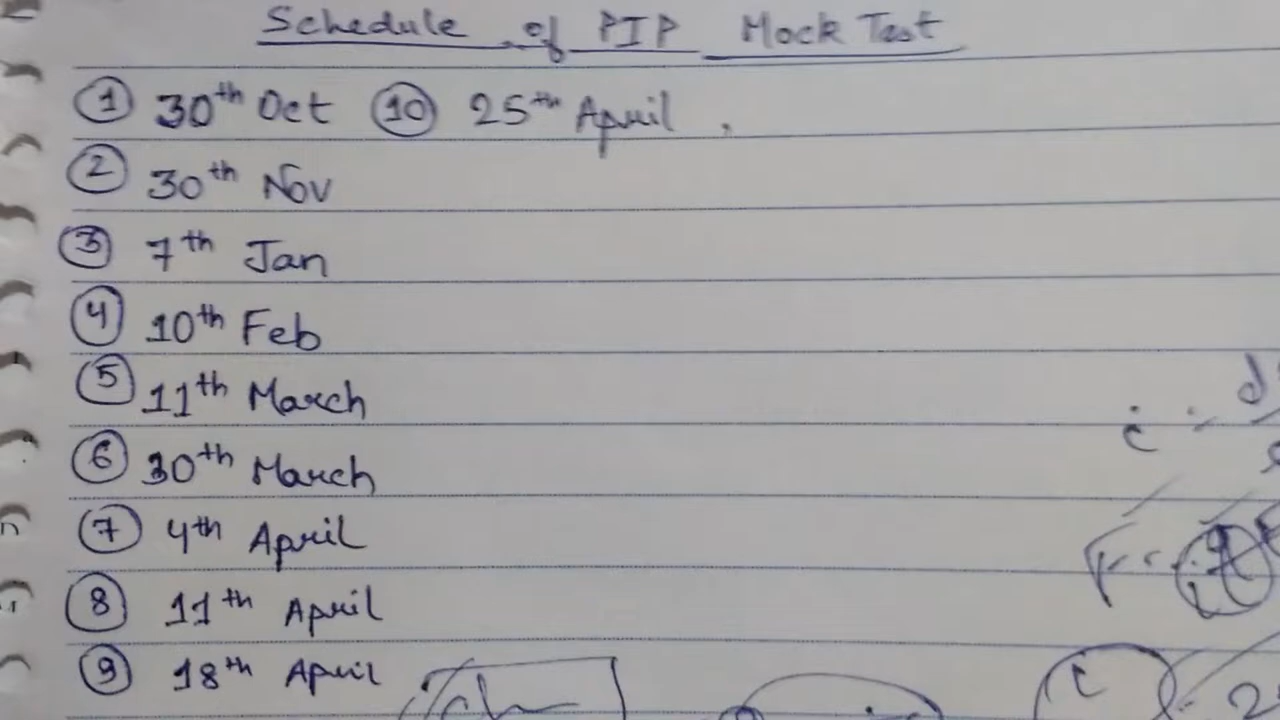 Schedule of PIP Mock Test
① 30th Oct ⑩ 25th April .
② 30th Nov
③ 7th Jan
④ 10th Feb
⑤ 11th March
⑥ 30th March
⑦ 4th April
⑧ 11th April
⑨ 18th April